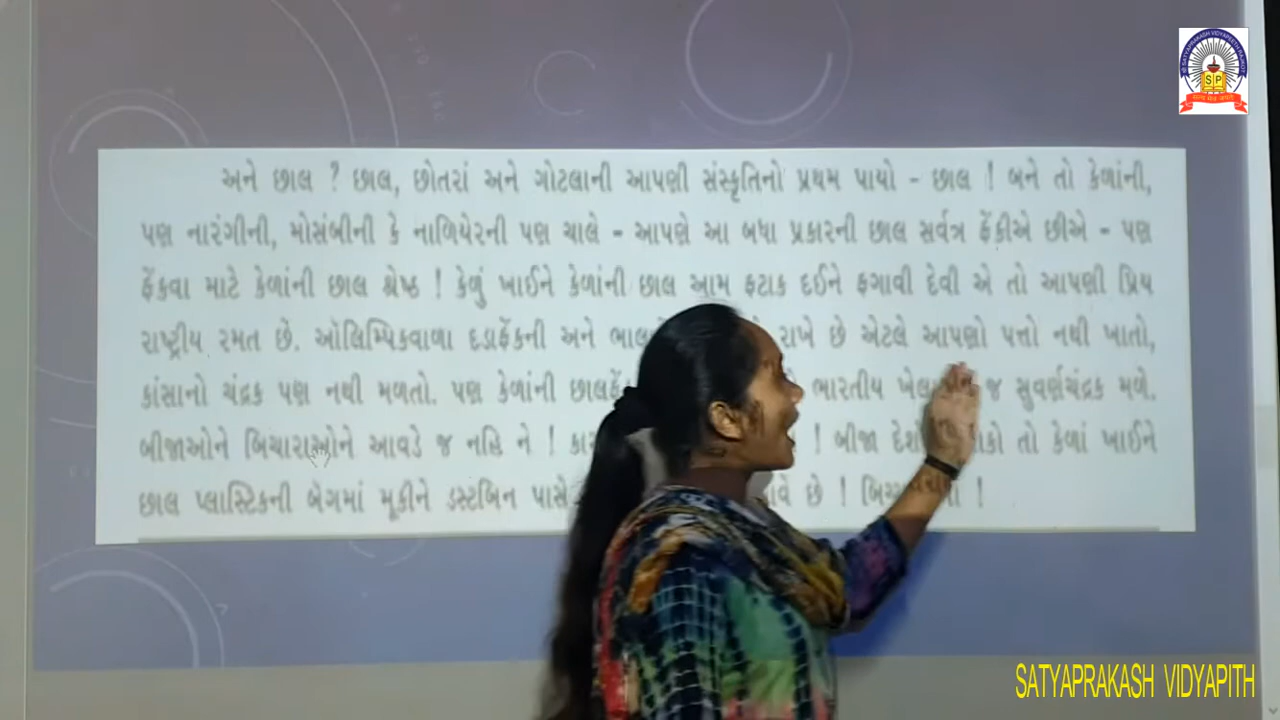 અને છાલ ? છાલ, છોતરાં અને ગોટલાની આપણી સંસ્કૃતિનો પ્રથમ પાયો - છાલ ! બને તો કેળાંની,
પણ નારંગીની, મોસંબીની કે નાળિયેરની પણ ચાલે - આપણે આ બધા પ્રકારની છાલ સર્વત્ર ફેંકીએ છીએ - પણ
ફેંકવા માટે કેળાંની છાલ શ્રેષ્ઠ ! કેળું ખાઈને કેળાંની છાલ આમ ફટાક દઈને ફગાવી દેવી એ તો આપણી પ્રિય
રાષ્ટ્રીય રમત છે. ઑલિમ્પિકવાળા દડાફેંકની અને રાખે છે એટલે આપણો પત્તો નથી ખાતો,
કાંસાનો ચંદ્રક પણ નથી મળતો. પણ કેળાંની ભારતીય જ સુવર્ણચંદ્રક મળે.
બીજાઓને બિચારાઓને આવડે જ નહિ ને ! ! બીજા તો કેળાં ખાઈને
છાલ પ્લાસ્ટિકની બેગમાં મૂકીને ડસ્ટબિન પાસે છે ! !
SATYAPRAKASH VIDYAPITH
SP